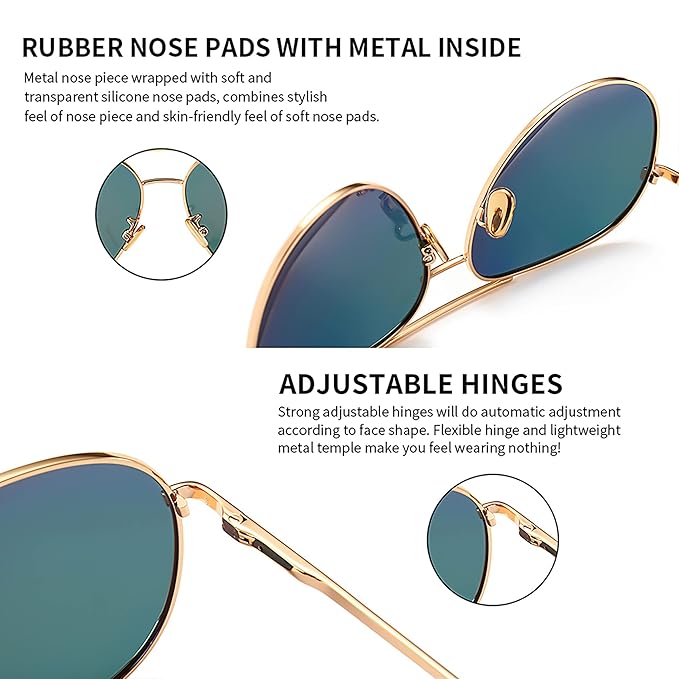 RUBBER NOSE PADS WITH METAL INSIDE
Metal nose piece wrapped with soft and
transparent silicone nose pads, combines stylish
feel of nose piece and skin-friendly feel of soft nose pads.
ADJUSTABLE HINGES
Strong adjustable hinges will do automatic adjustment
according to face shape. Flexible hinge and lightweight
metal temple make you feel wearing nothing!